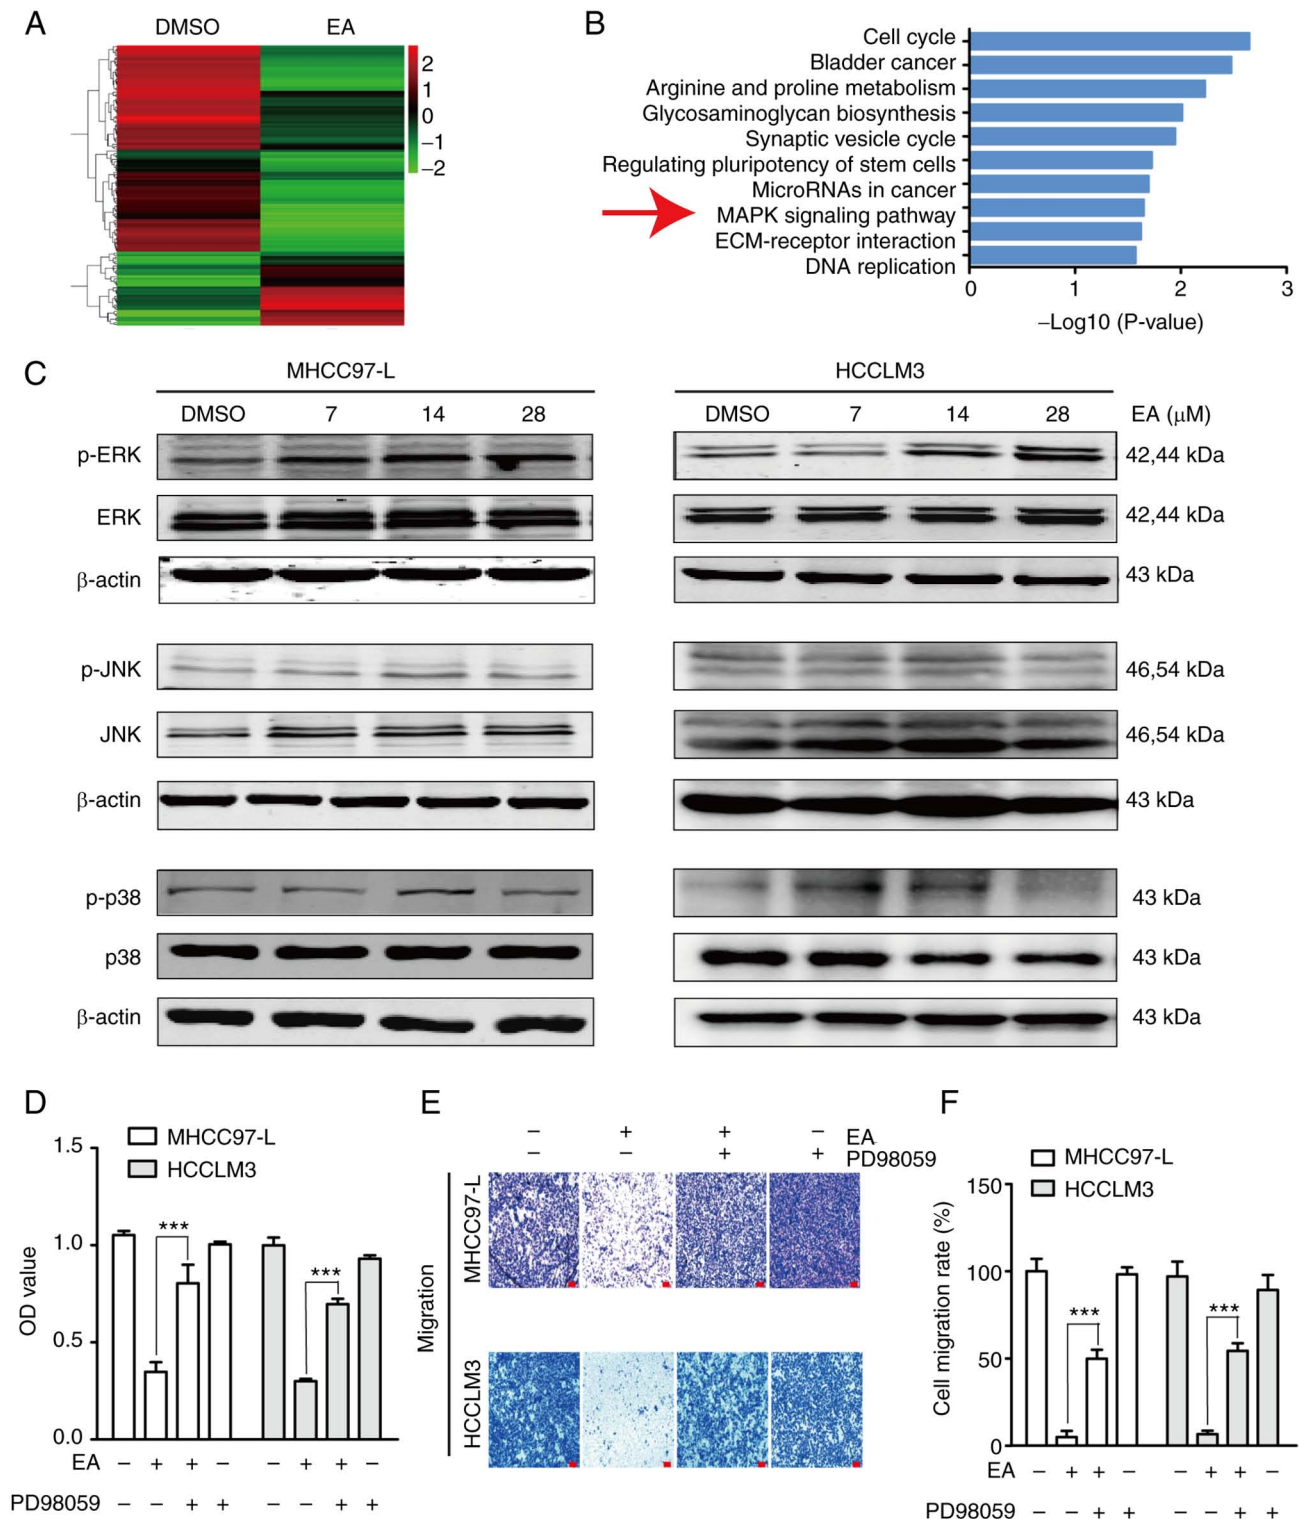 A
DMSO EA
2
1
0
−1
−2
B
Cell cycle
Bladder cancer
Arginine and proline metabolism
Glycosaminoglycan biosynthesis
Synaptic vesicle cycle
Regulating pluripotency of stem cells
MicroRNAs in cancer
MAPK signaling pathway
ECM-receptor interaction
DNA replication
0 1 2 3
−Log10 (P-value)
C
MHCC97-L HCCLM3
DMSO 7 14 28 DMSO 7 14 28 EA (μM)
p-ERK 42,44 kDa
ERK 42,44 kDa
β-actin 43 kDa
p-JNK 46,54 kDa
JNK 46,54 kDa
β-actin 43 kDa
p-p38 43 kDa
p38 43 kDa
β-actin 43 kDa
D
MHCC97-L
HCCLM3
OD value
1.5
1.0
0.5
0.0
*** ***
EA − + + − − + + −
PD98059 − − + + − − + +
E
− + + − EA
− − + + PD98059
Migration
MHCC97-L
HCCLM3
F
MHCC97-L
HCCLM3
Cell migration rate (%)
150
100
50
0
*** ***
EA − + + − − + + −
PD98059 − − + + − − + +